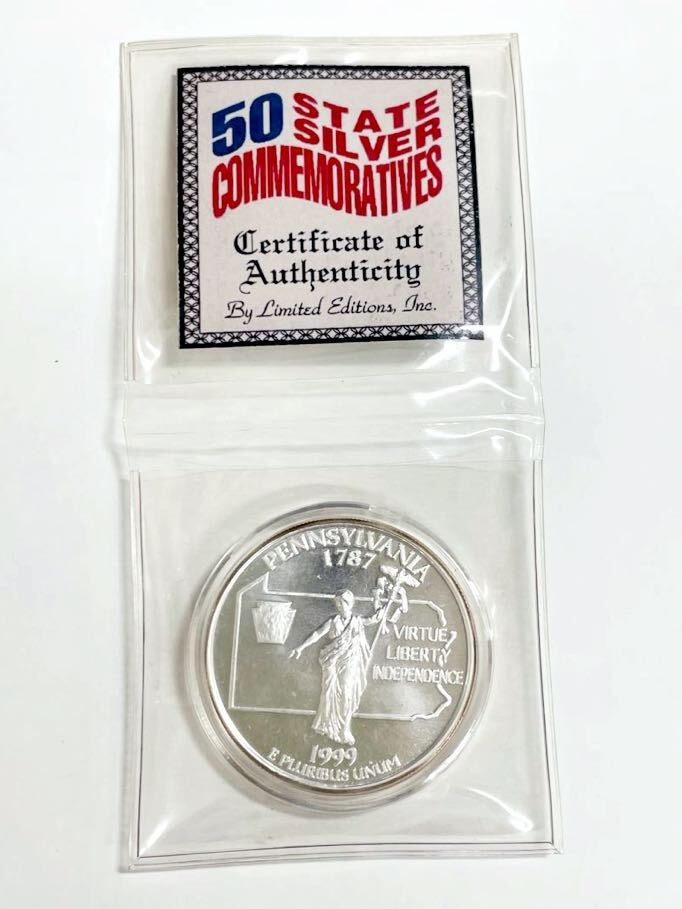 50 STATE
SILVER
COMMEMORATIVES
Certificate of
Authenticity
By Limited Editions, Inc.
PENNSYLVANIA
1787
VIRTUE
LIBERTY
INDEPENDENCE
1999
E PLURIBUS UNUM